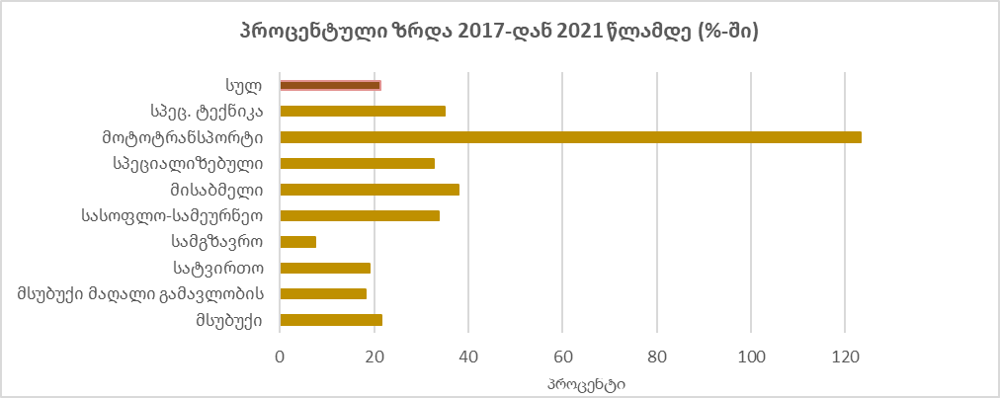 პროცენტული ზრდა 2017-დან 2021 წლამდე (%-ში)
სულ
სპეც. ტექნიკა
მოტოტრანსპორტი
სპეციალიზებული
მისაბმელი
სასოფლო-სამეურნეო
სამგზავრო
სატვირთო
მსუბუქი მაღალი გამავლობის
მსუბუქი
0 20 40 60 80 100 120
პროცენტი